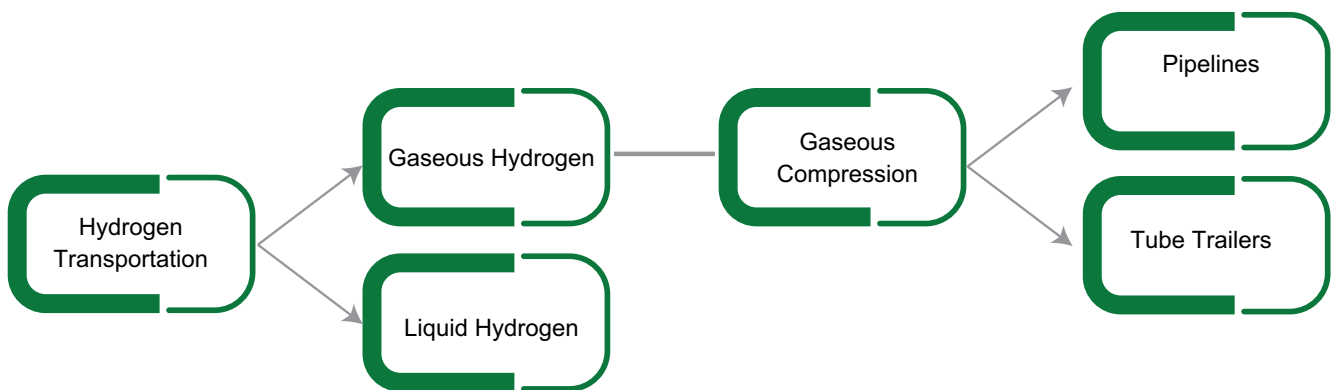 Hydrogen
Transportation
Gaseous Hydrogen
Liquid Hydrogen
Gaseous
Compression
Pipelines
Tube Trailers